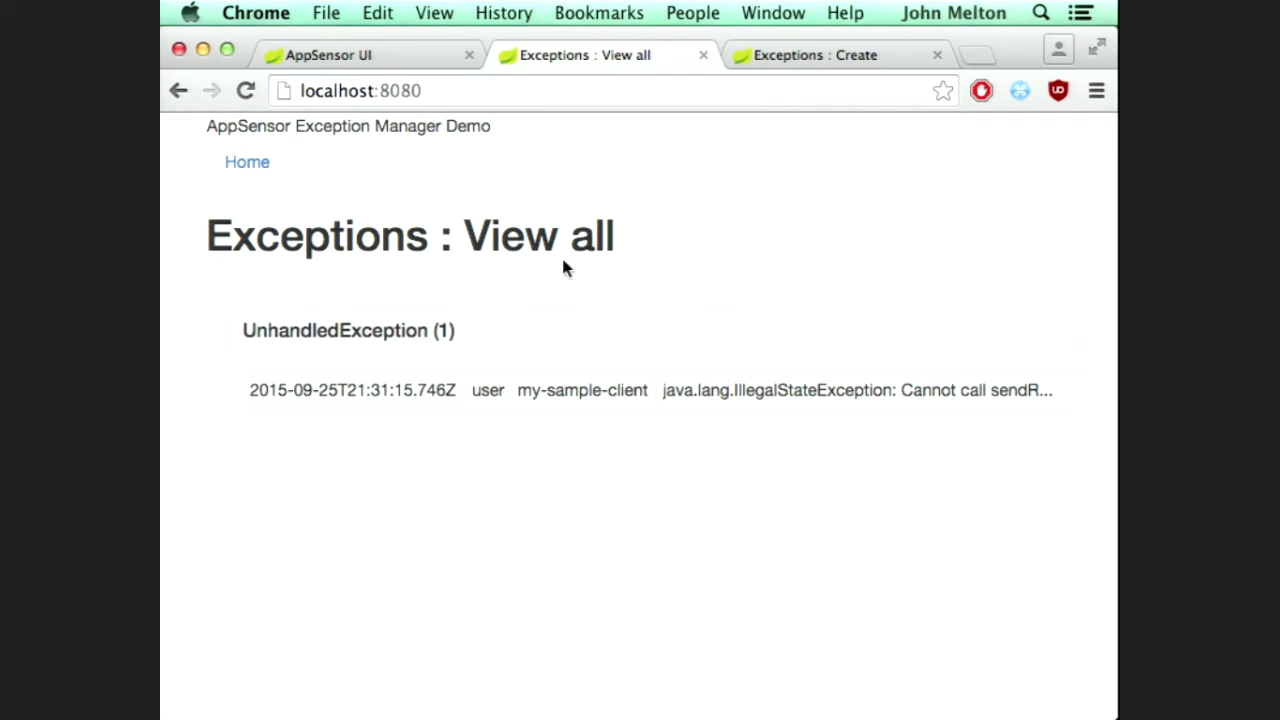 Chrome File Edit View History Bookmarks People Window Help John Melton
AppSensor UI Exceptions : View all Exceptions : Create
localhost:8080
AppSensor Exception Manager Demo
Home
Exceptions : View all
UnhandledException (1)
2015-09-25T21:31:15.746Z user my-sample-client java.lang.IllegalStateException: Cannot call sendR...